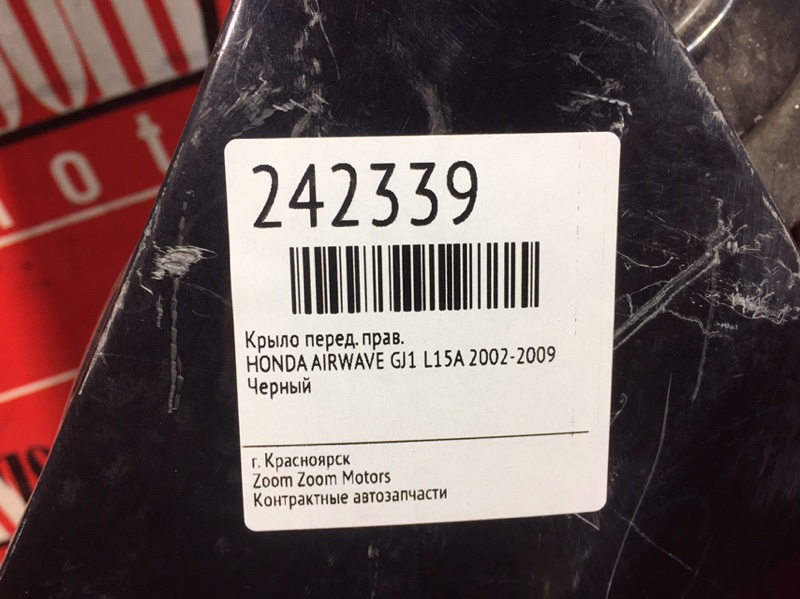 242339
Крыло перед. прав.
HONDA AIRWAVE GJ1 L15A 2002-2009
Черный
г. Красноярск
Zoom Zoom Motors
Контрактные автозапчасти